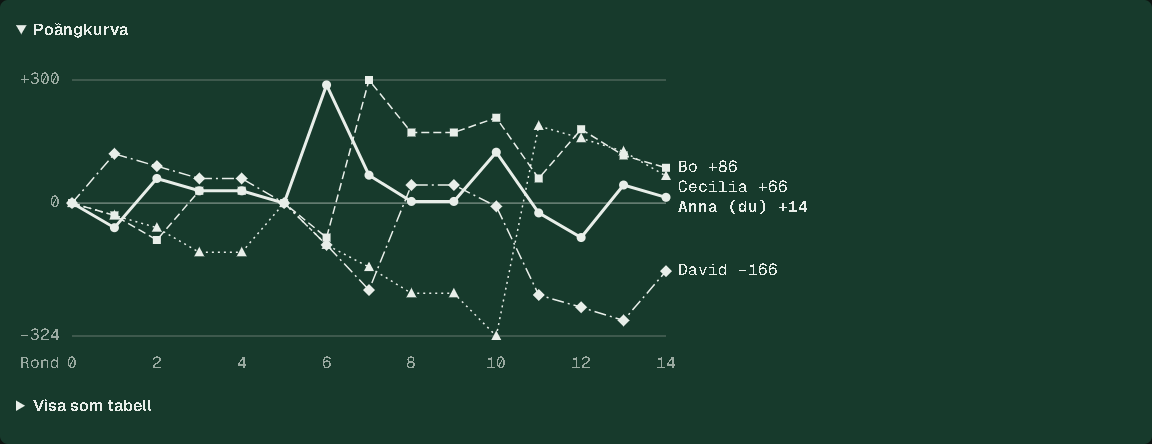 ▼ Poängkurva
+300
Bo +86
Cecilia +66
0
Anna (du) +14
David −166
−324
Rond 0 2 4 6 8 10 12 14
▶ Visa som tabell